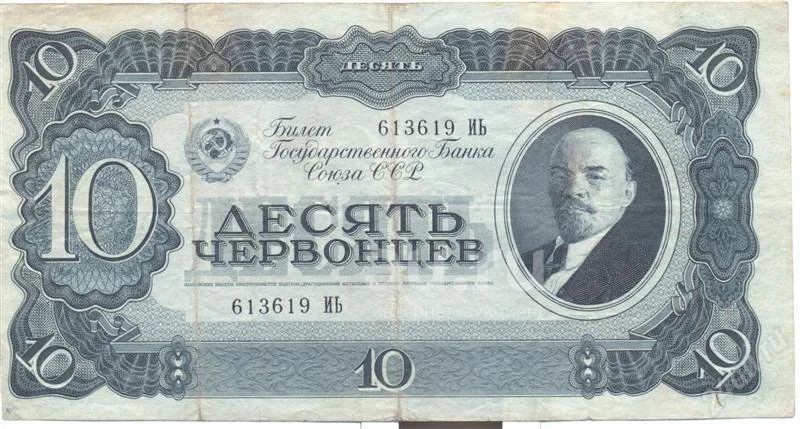 10
ДЕСЯТЬ
10
Билет 613619 ИЬ
Государственного Банка
Союза ССР
10
ДЕСЯТЬ
ЧЕРВОНЦЕВ
613619 ИЬ
10
10
10